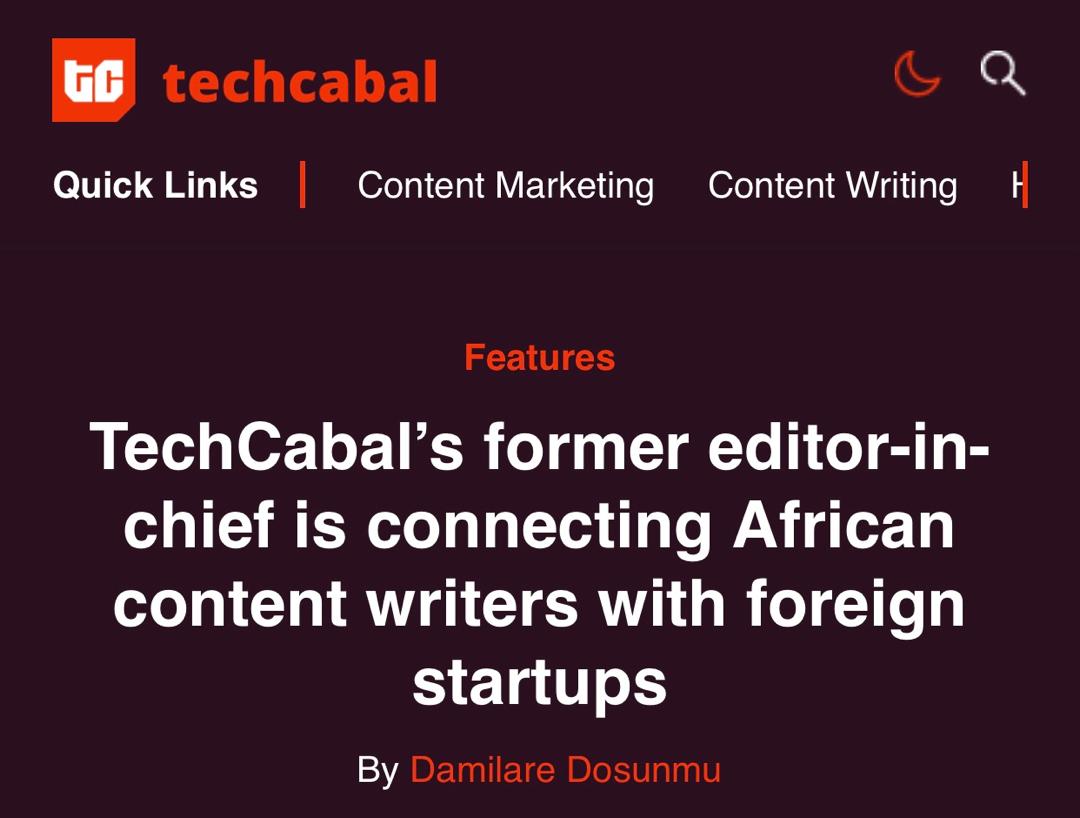 tc techcabal
Quick Links | Content Marketing Content Writing
Features
TechCabal’s former editor-in-
chief is connecting African
content writers with foreign
startups
By Damilare Dosunmu